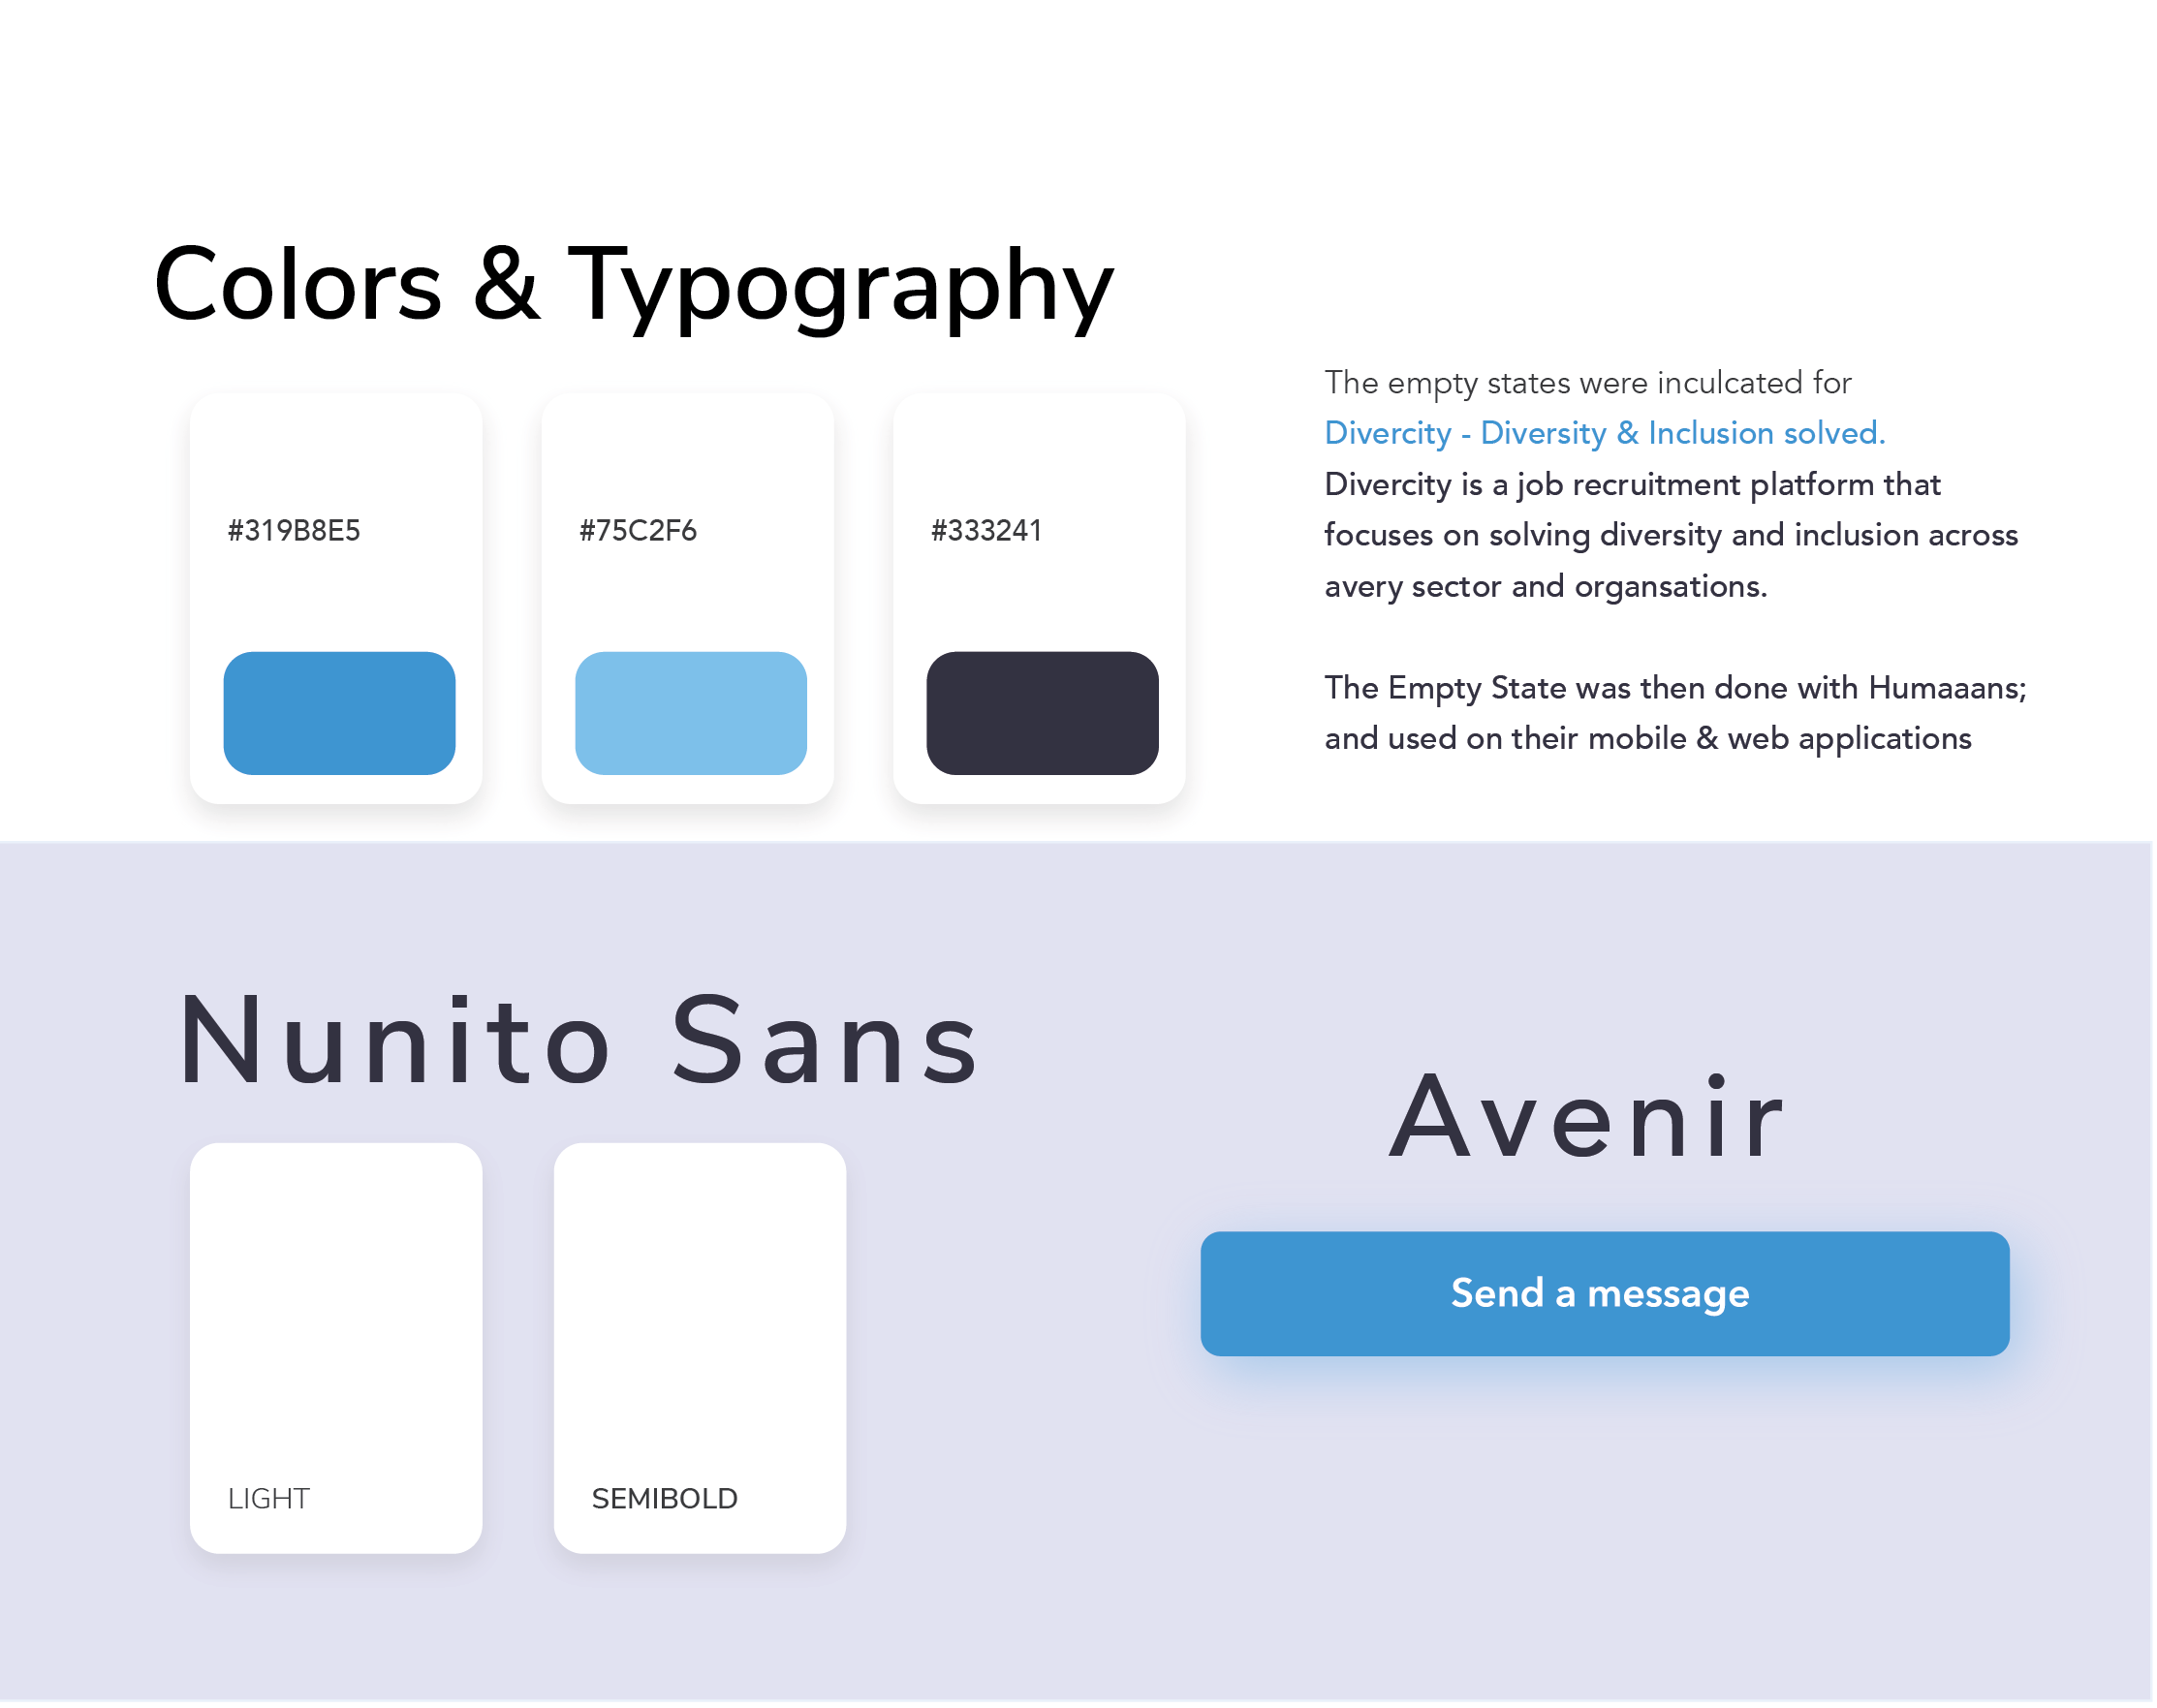 Colors & Typography
#319B8E5
#75C2F6
#333241
The empty states were inculcated for
Divercity - Diversity & Inclusion solved.
Divercity is a job recruitment platform that
focuses on solving diversity and inclusion across
avery sector and organsations.
The Empty State was then done with Humaaans;
and used on their mobile & web applications
Nunito Sans
LIGHT
SEMIBOLD
Avenir
Send a message